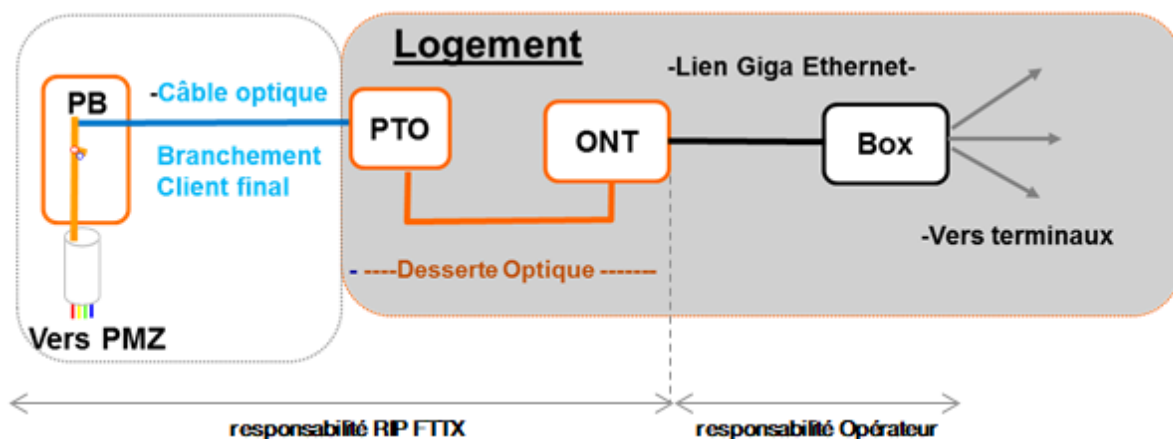 Logement
-Lien Giga Ethernet-
PB
-Câble optique
PTO
ONT
Box
Branchement
Client final
-Vers terminaux
- ----Desserte Optique -------
Vers PMZ
responsabilité RIP FTTX
responsabilité Opérateur